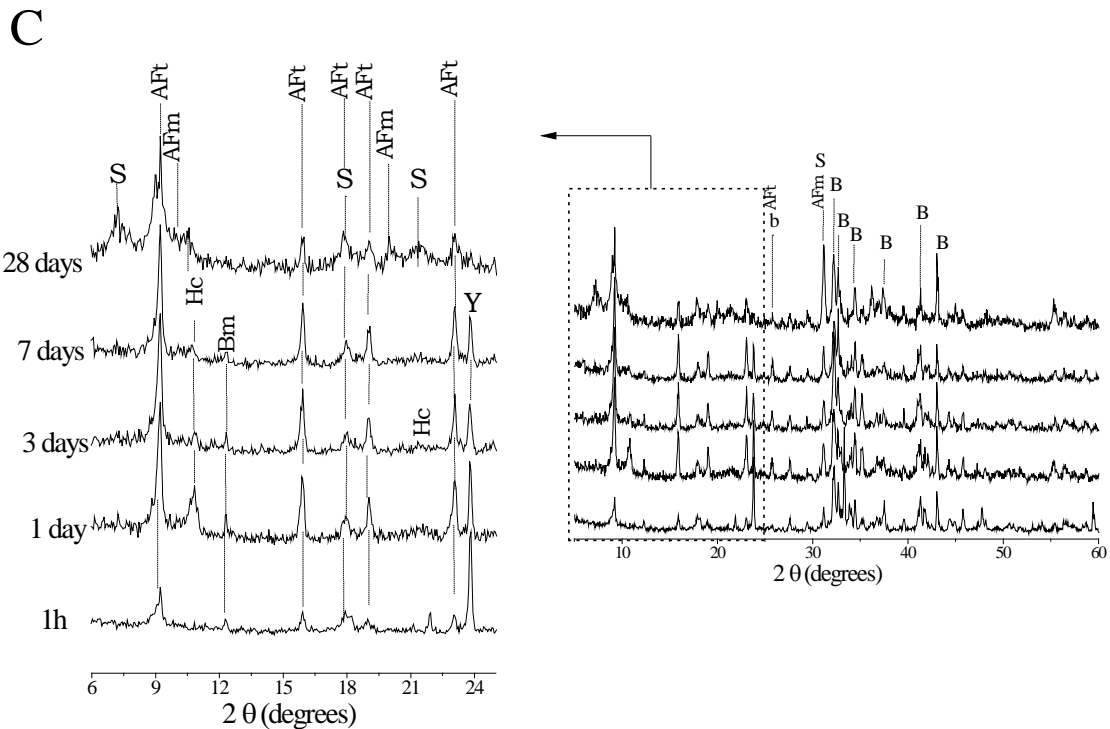 C
AFt
AFm
AFt
AFt
AFt
AFm
AFt
S
S
S
28 days
Hc
Bm
Y
7 days
3 days
Hc
1 day
1h
6 9 12 15 18 21 24
2 θ (degrees)
b AFt
AFm S
B
B
B
B
B
B
10 20 30 40 50 60
2 θ (degrees)